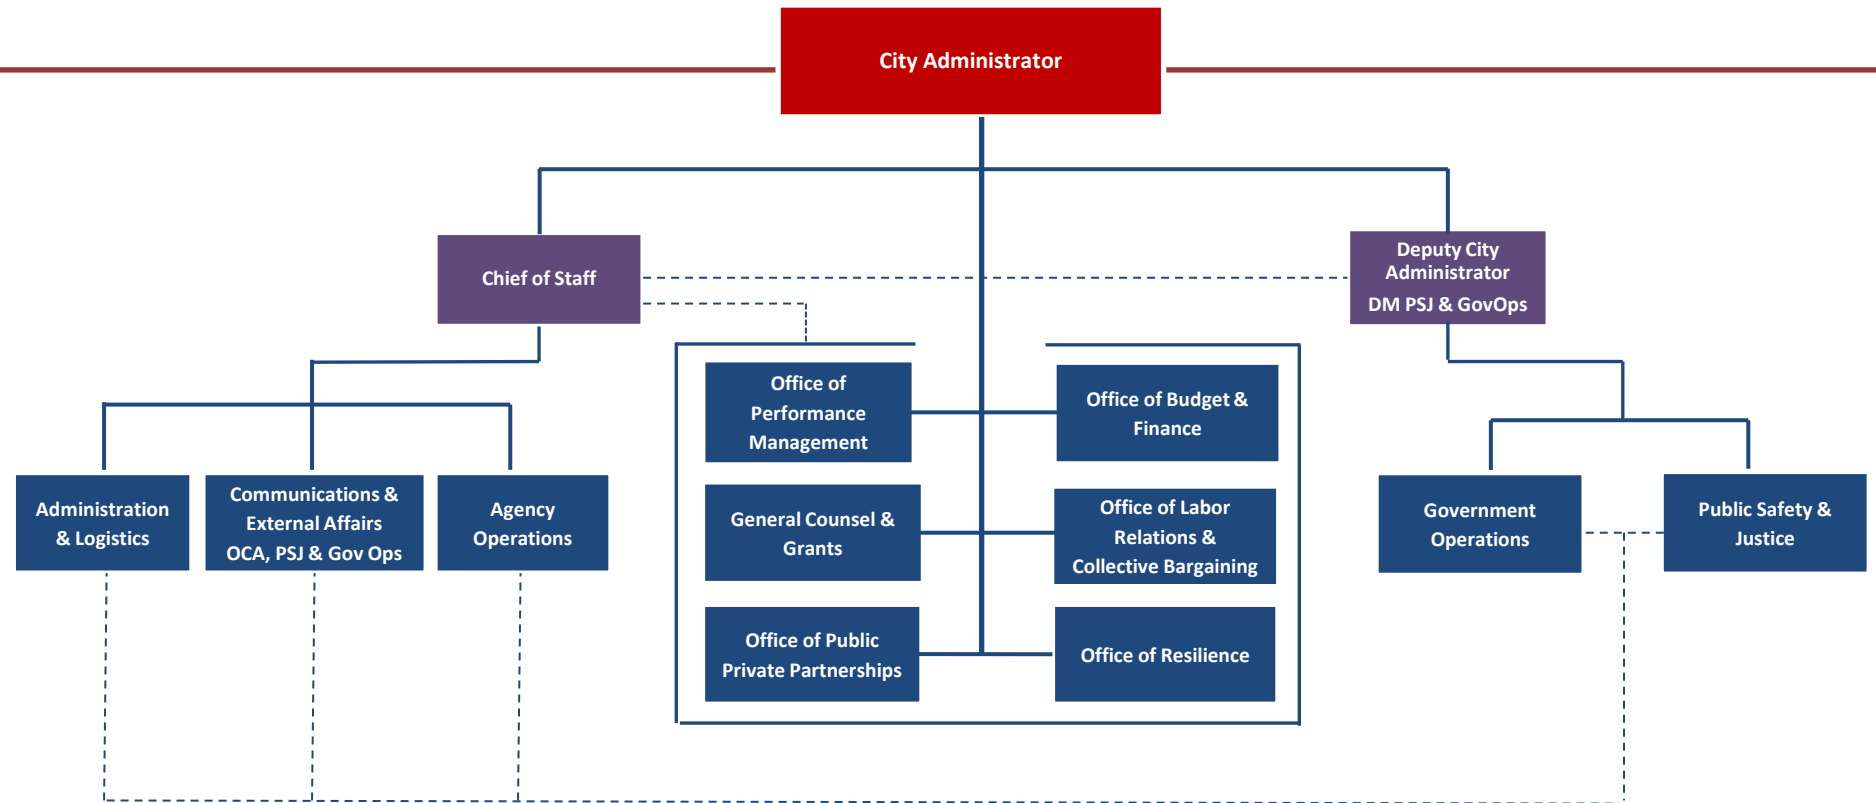 City Administrator
Chief of Staff
Deputy City
Administrator
DM PSJ & GovOps
Office of
Performance
Management
Office of Budget &
Finance
Administration
& Logistics
Communications &
External Affairs
OCA, PSJ & Gov Ops
Agency
Operations
General Counsel &
Grants
Office of Labor
Relations &
Collective Bargaining
Government
Operations
Public Safety &
Justice
Office of Public
Private Partnerships
Office of Resilience